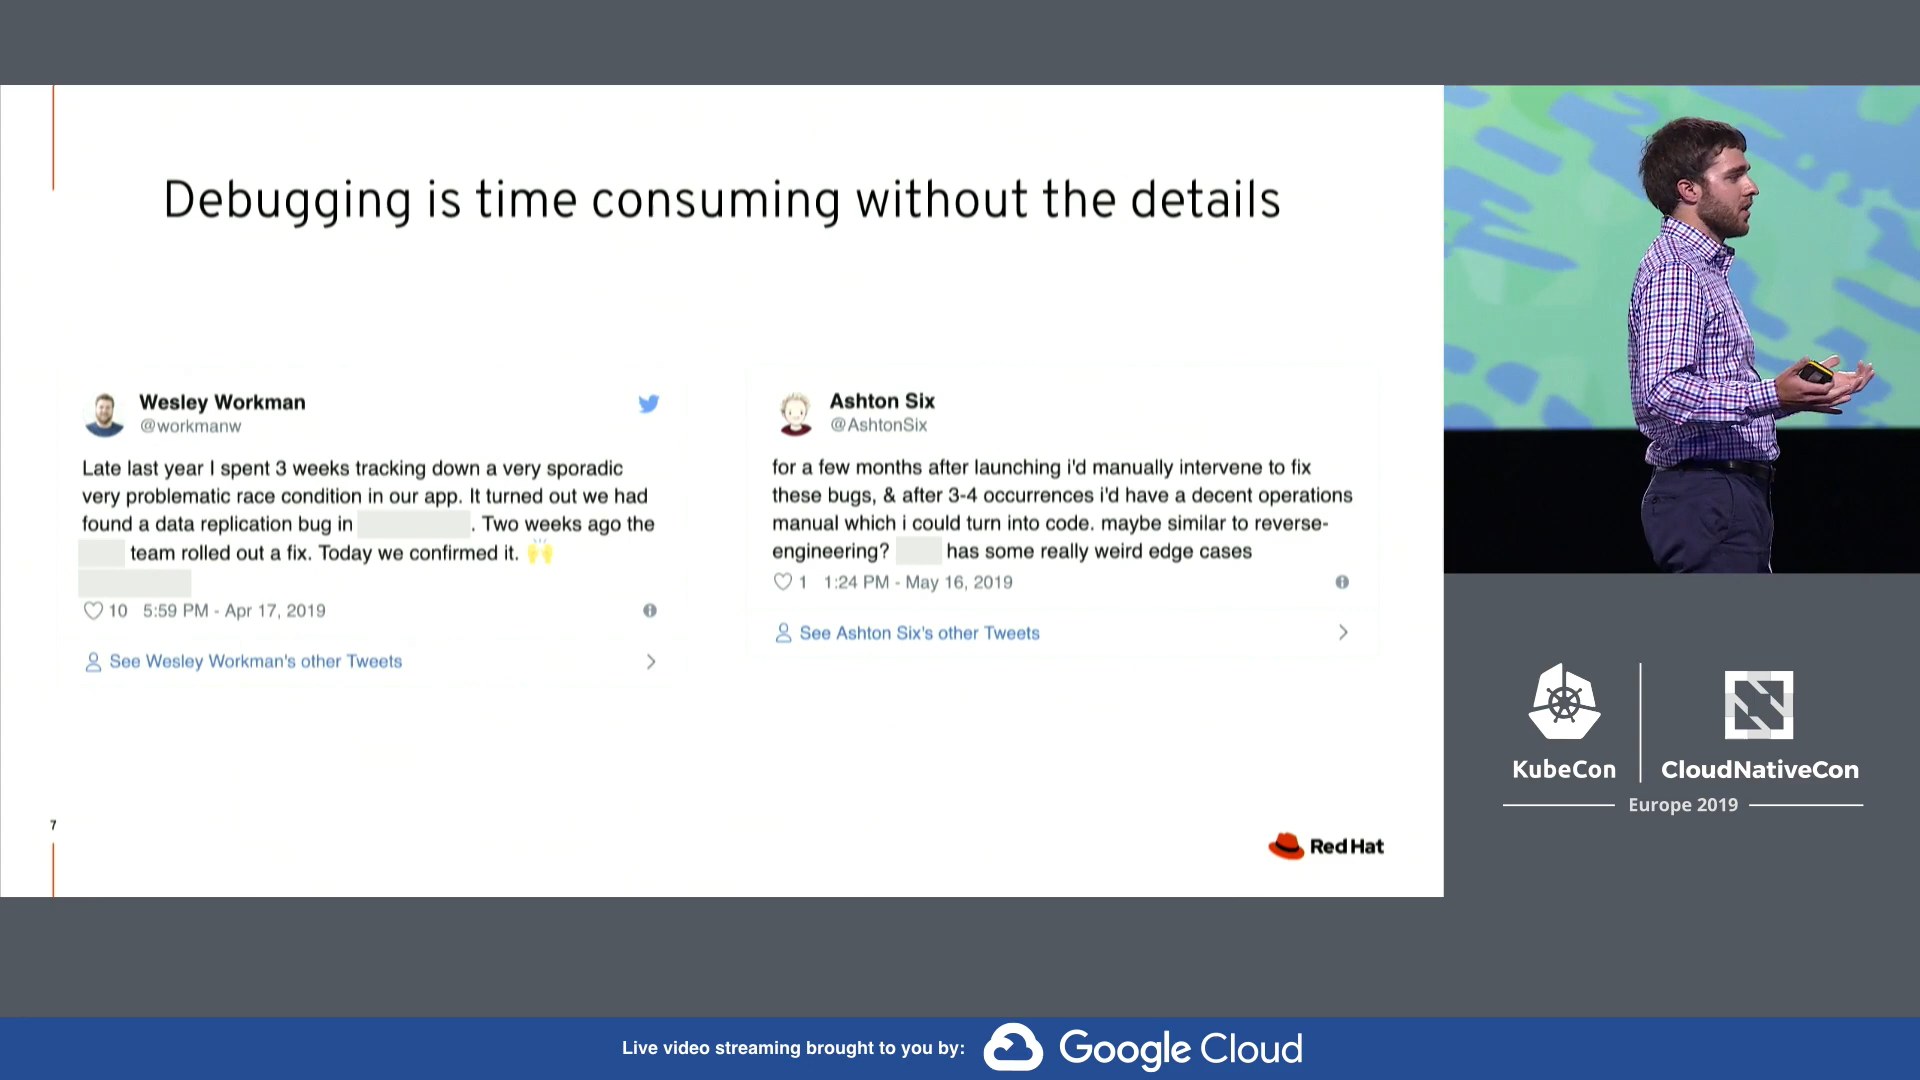 Debugging is time consuming without the details
Wesley Workman
@workmanw
Late last year I spent 3 weeks tracking down a very sporadic
very problematic race condition in our app. It turned out we had
found a data replication bug in . Two weeks ago the
team rolled out a fix. Today we confirmed it. 🙌
10 5:59 PM - Apr 17, 2019
See Wesley Workman's other Tweets
Ashton Six
@AshtonSix
for a few months after launching i'd manually intervene to fix
these bugs, & after 3-4 occurrences i'd have a decent operations
manual which i could turn into code. maybe similar to reverse-
engineering? has some really weird edge cases
1 1:24 PM - May 16, 2019
See Ashton Six's other Tweets
7
Red Hat
KubeCon
CloudNativeCon
Europe 2019
Live video streaming brought to you by:
Google Cloud